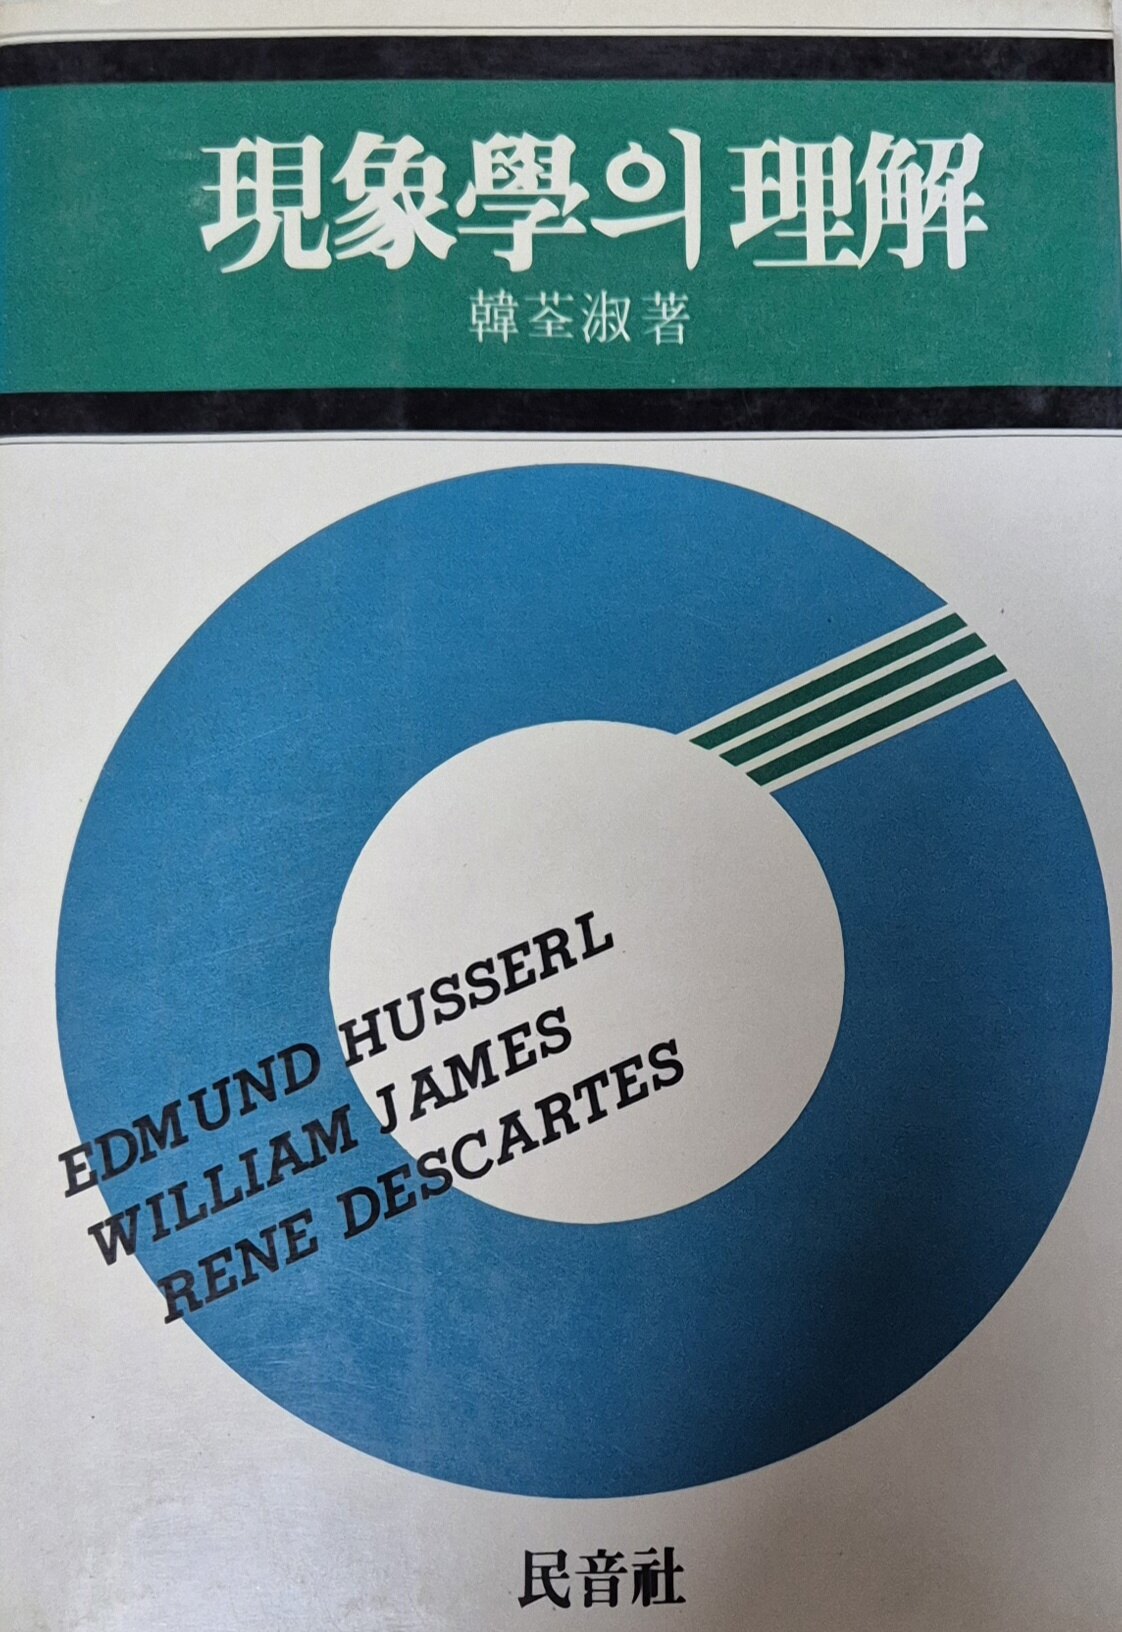 現象學의 理解
韓荃淑 著
EDMUND HUSSERL
WILLIAM JAMES
RENE DESCARTES
民音社